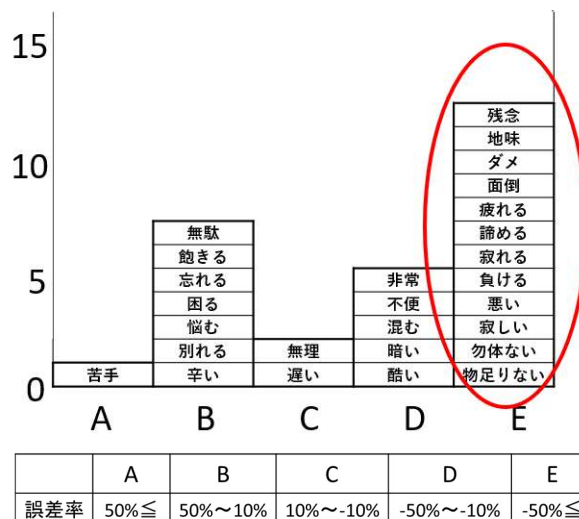 15
10
5
0
残念
地味
ダメ
面倒
疲れる
諦める
寂れる
負ける
悪い
寂しい
勿体ない
物足りない
無駄
飽きる
忘れる
困る
悩む
別れる
辛い
非常
不便
混む
暗い
酷い
無理
遅い
苦手
A B C D E
A B C D E
誤差率 50%≦ 50%～10% 10%～-10% -50%～-10% -50%≦